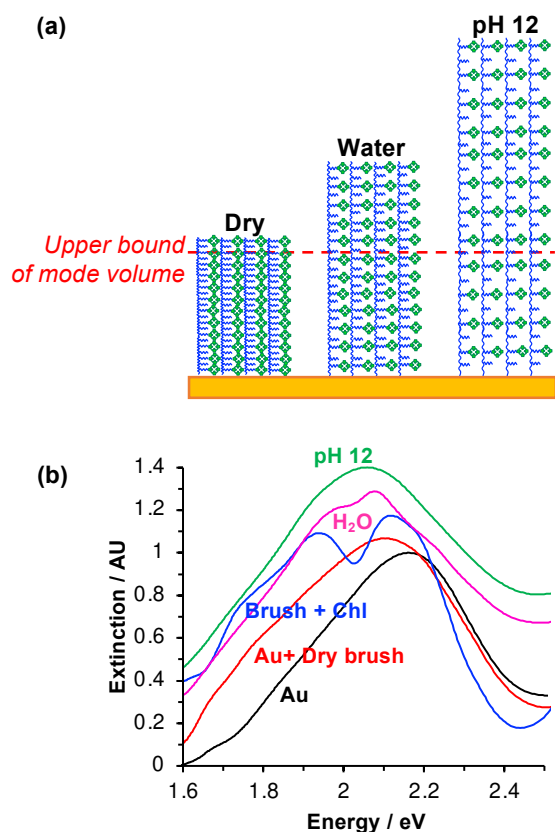 (a)
pH 12
Water
Dry
Upper bound
of mode volume
(b)
pH 12
H₂O
Brush + Chl
Au+ Dry brush
Au
Extinction / AU
1.4
1.2
1
0.8
0.6
0.4
0.2
0
1.6 1.8 2 2.2 2.4
Energy / eV